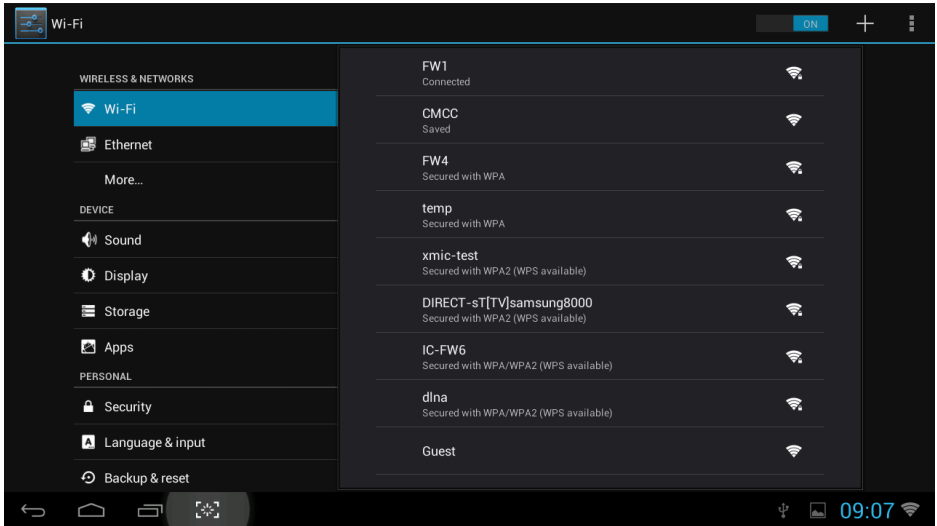 Wi-Fi
ON
WIRELESS & NETWORKS
Wi-Fi
Ethernet
More...
DEVICE
Sound
Display
Storage
Apps
PERSONAL
Security
A
Language & input
Backup & reset
FW1
Connected
CMCC
Saved
FW4
Secured with WPA
temp
Secured with WPA
xmic-test
Secured with WPA2 (WPS available)
DIRECT-sT[TV]samsung8000
Secured with WPA2 (WPS available)
IC-FW6
Secured with WPA/WPA2 (WPS available)
dlna
Secured with WPA/WPA2 (WPS available)
Guest
09:07